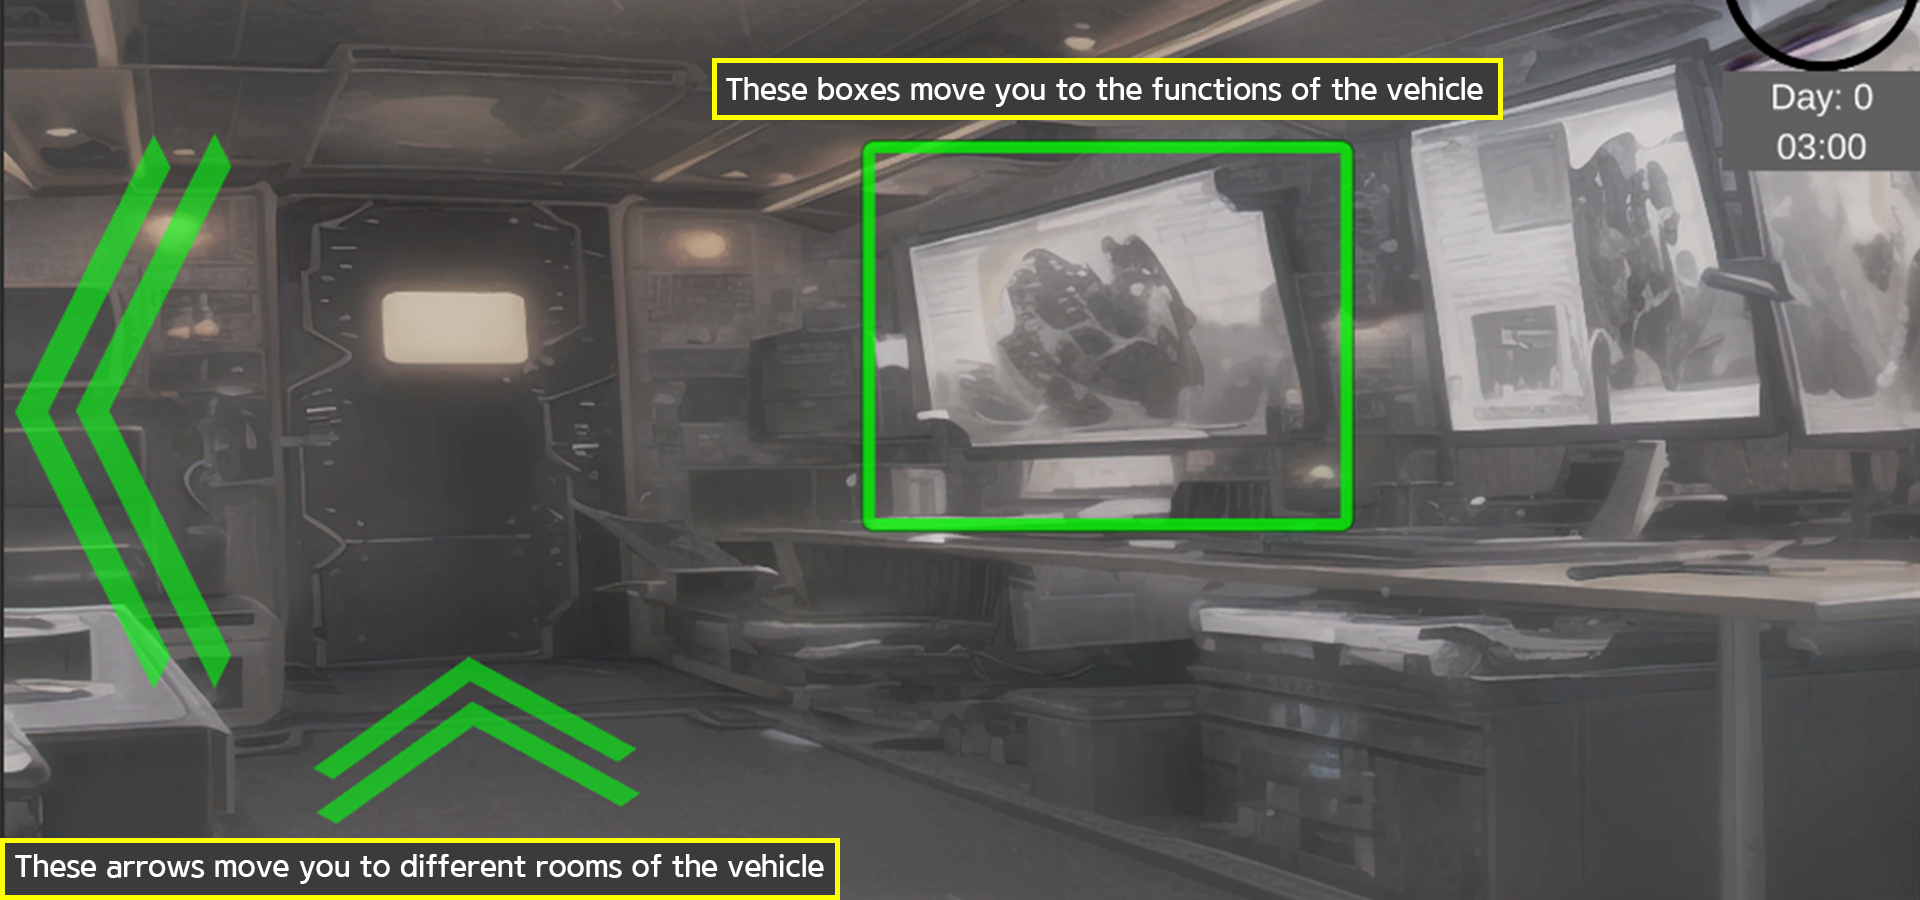 These boxes move you to the functions of the vehicle
Day: 0
03:00
These arrows move you to different rooms of the vehicle